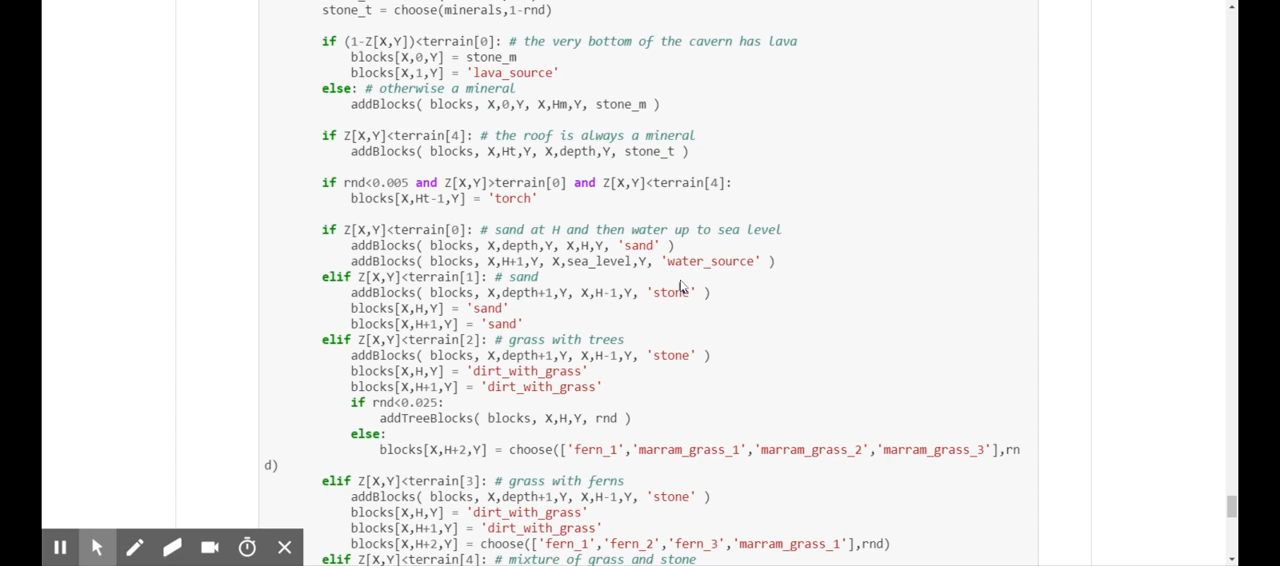 stone_t = choose(minerals,1-rnd)
if (1-Z[X,Y])<terrain[0]: # the very bottom of the cavern has lava
blocks[X,0,Y] = stone_m
blocks[X,1,Y] = 'lava_source'
else: # otherwise a mineral
addBlocks( blocks, X,0,Y, X,Hm,Y, stone_m )
if Z[X,Y]<terrain[4]: # the roof is always a mineral
addBlocks( blocks, X,Ht,Y, X,depth,Y, stone_t )
if rnd<0.005 and Z[X,Y]>terrain[0] and Z[X,Y]<terrain[4]:
blocks[X,Ht-1,Y] = 'torch'
if Z[X,Y]<terrain[0]: # sand at H and then water up to sea level
addBlocks( blocks, X,depth,Y, X,H,Y, 'sand' )
addBlocks( blocks, X,H+1,Y, X,sea_level,Y, 'water_source' )
elif Z[X,Y]<terrain[1]: # sand
addBlocks( blocks, X,depth+1,Y, X,H-1,Y, 'stone' )
blocks[X,H,Y] = 'sand'
blocks[X,H+1,Y] = 'sand'
elif Z[X,Y]<terrain[2]: # grass with trees
addBlocks( blocks, X,depth+1,Y, X,H-1,Y, 'stone' )
blocks[X,H,Y] = 'dirt_with_grass'
blocks[X,H+1,Y] = 'dirt_with_grass'
if rnd<0.025:
addTreeBlocks( blocks, X,H,Y, rnd )
else:
blocks[X,H+2,Y] = choose(['fern_1','marram_grass_1','marram_grass_2','marram_grass_3'],rn
d)
elif Z[X,Y]<terrain[3]: # grass with ferns
addBlocks( blocks, X,depth+1,Y, X,H-1,Y, 'stone' )
blocks[X,H,Y] = 'dirt_with_grass'
blocks[X,H+1,Y] = 'dirt_with_grass'
blocks[X,H+2,Y] = choose(['fern_1','fern_2','fern_3','marram_grass_1'],rnd)
elif Z[X,Y]<terrain[4]: # mixture of grass and stone